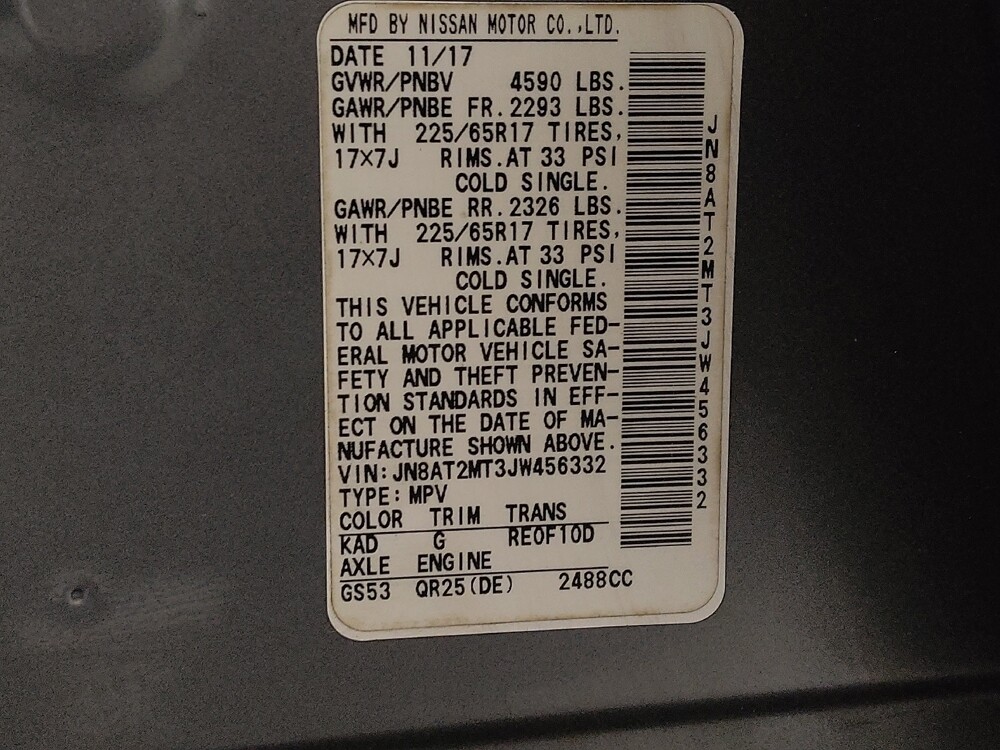 MFD BY NISSAN MOTOR CO.,LTD.
DATE 11/17
GVWR/PNBV 4590 LBS.
GAWR/PNBE FR.2293 LBS.
WITH 225/65R17 TIRES,
17×7J RIMS.AT 33 PSI
COLD SINGLE.
GAWR/PNBE RR.2326 LBS.
WITH 225/65R17 TIRES,
17×7J RIMS.AT 33 PSI
COLD SINGLE.
THIS VEHICLE CONFORMS
TO ALL APPLICABLE FED-
ERAL MOTOR VEHICLE SA-
FETY AND THEFT PREVEN-
TION STANDARDS IN EFF-
ECT ON THE DATE OF MA-
NUFACTURE SHOWN ABOVE.
VIN:JN8AT2MT3JW456332
TYPE:MPV
COLOR TRIM TRANS
KAD G RE0F10D
AXLE ENGINE
GS53 QR25(DE) 2488CC
JN8AT2MT3JW456332